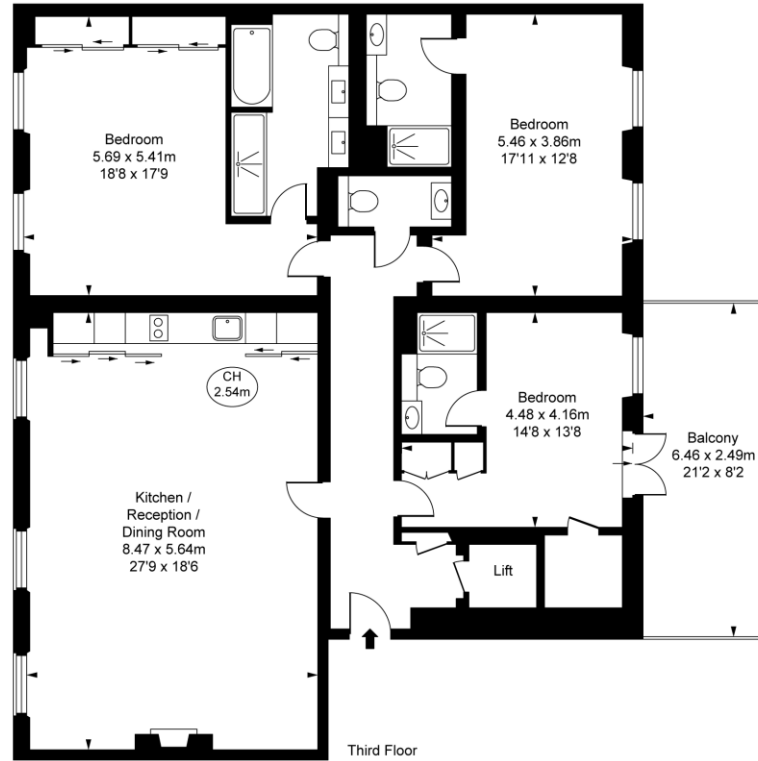 Bedroom
5.69 x 5.41m
18'8 x 17'9
Bedroom
5.46 x 3.86m
17'11 x 12'8
CH
2.54m
Bedroom
4.48 x 4.16m
14'8 x 13'8
Balcony
6.46 x 2.49m
21'2 x 8'2
Kitchen /
Reception /
Dining Room
8.47 x 5.64m
27'9 x 18'6
Lift
Third Floor